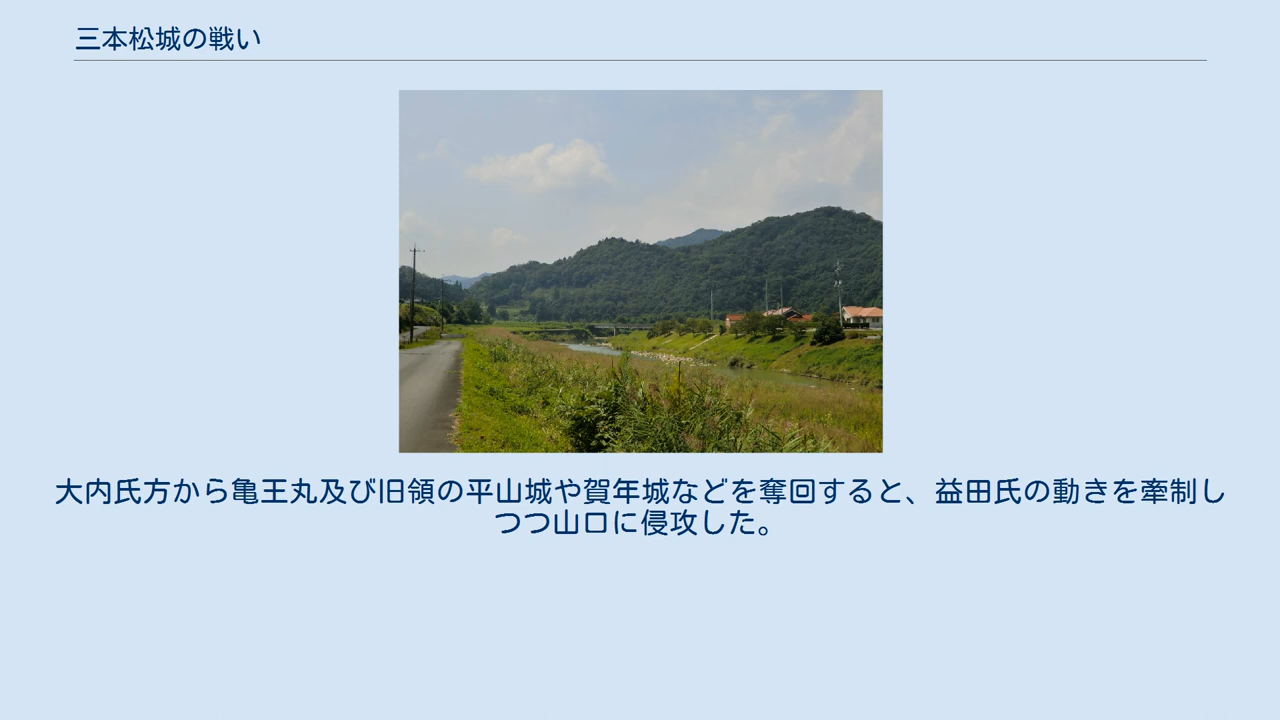 三本松城の戦い
大内氏方から亀王丸及び旧領の平山城や賀年城などを奪回すると、益田氏の動きを牽制し
つつ山口に侵攻した。